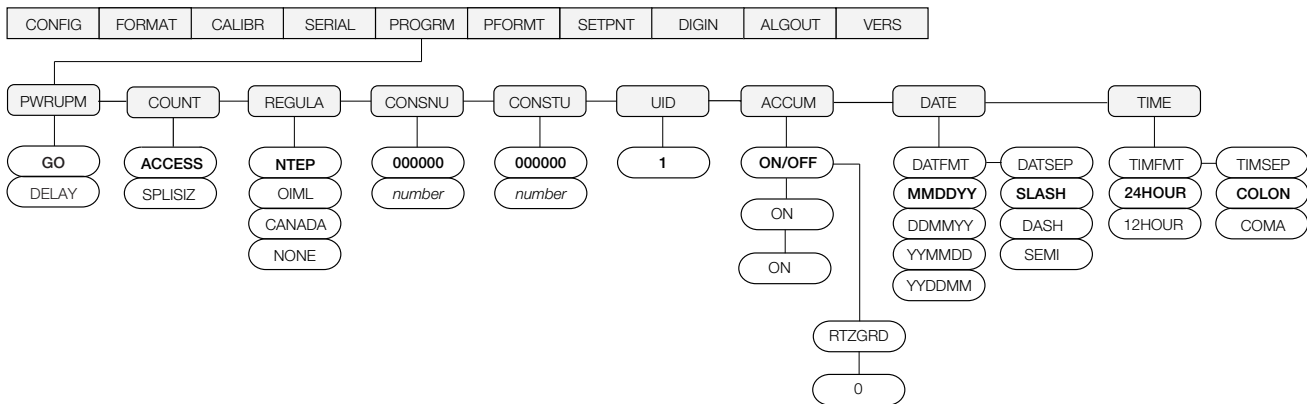 CONFIG FORMAT CALIBR SERIAL PROGRM PFORMT SETPNT DIGIN ALGOUT VERS
PWRUPM COUNT REGULA CONSNU CONSTU UID ACCUM DATE TIME
GO ACCESS NTEP 000000 000000 1 ON/OFF DATFMT DATSEP TIMFMT TIMSEP
DELAY SPLISIZ OIML number number MMDDYY SLASH 24HOUR COLON
CANADA ON DDMMYY DASH 12HOUR COMA
NONE ON YYMMDD SEMI
YYDDMM
RTZGRD
0